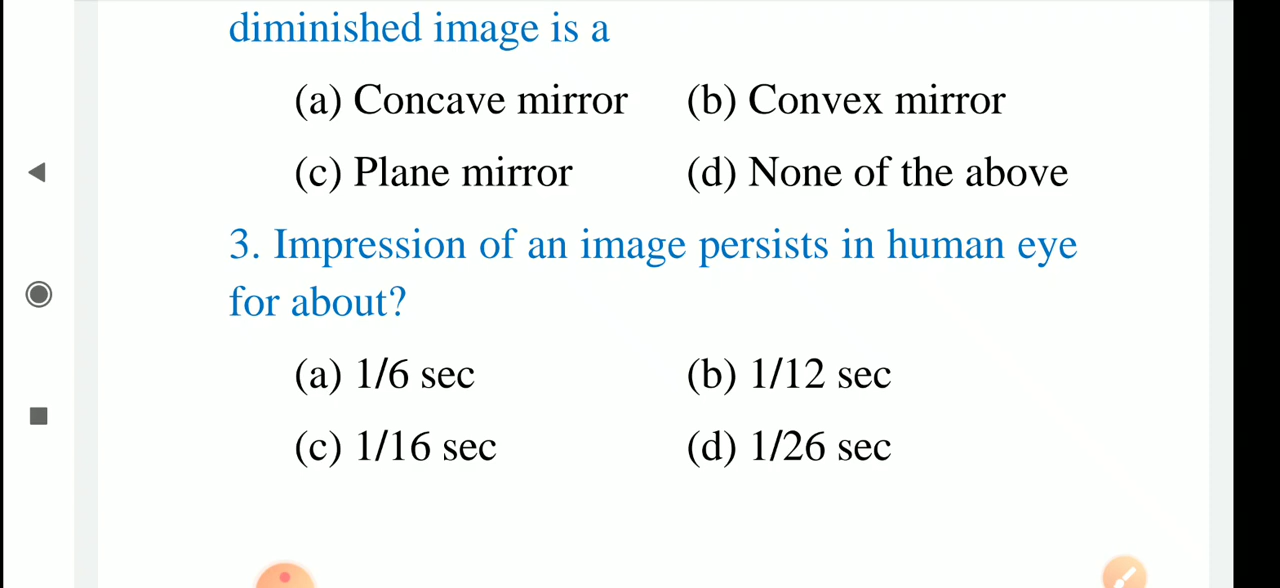 diminished image is a
(a) Concave mirror (b) Convex mirror
(c) Plane mirror (d) None of the above
3. Impression of an image persists in human eye
for about?
(a) 1/6 sec (b) 1/12 sec
(c) 1/16 sec (d) 1/26 sec